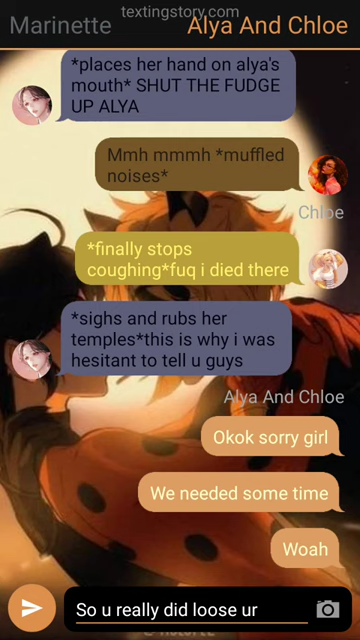 textingstory.com
Marinette
Alya And Chloe
*places her hand on alya's
mouth* SHUT THE FUDGE
UP ALYA
Mmh mmmh *muffled
noises*
Chloe
*finally stops
coughing*fuq i died there
*sighs and rubs her
temples*this is why i was
hesitant to tell u guys
Alya And Chloe
Okok sorry girl
We needed some time
Woah
So u really did loose ur